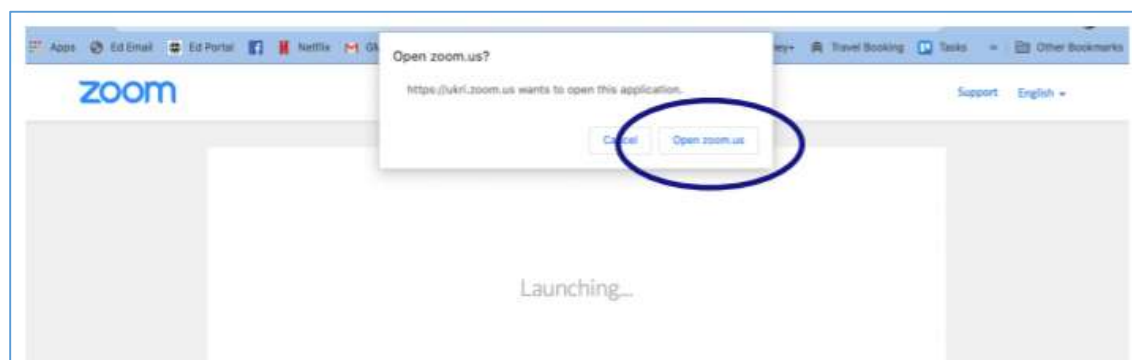 Apps Ed Email Ed Portal Netflix Travel Booking Tasks » Other Bookmarks
Open zoom.us?
https://ukri.zoom.us wants to open this application.
zoom
Support English
Cancel Open zoom.us
Launching...